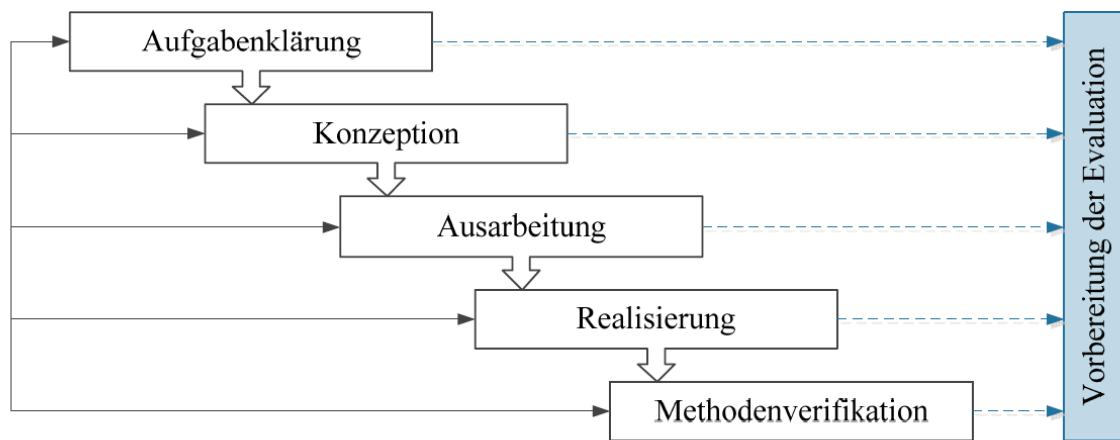 Aufgabenklärung
Konzeption
Ausarbeitung
Realisierung
Methodenverifikation
Vorbereitung der Evaluation